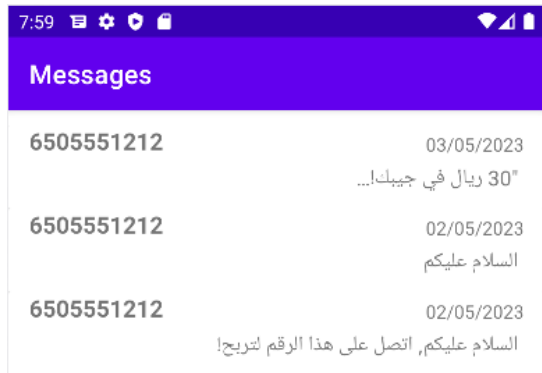 7:59
Messages
6505551212 03/05/2023
"30 ريال في جيبك!...
6505551212 02/05/2023
السلام عليكم
6505551212 02/05/2023
السلام عليكم, اتصل على هذا الرقم لتربح!